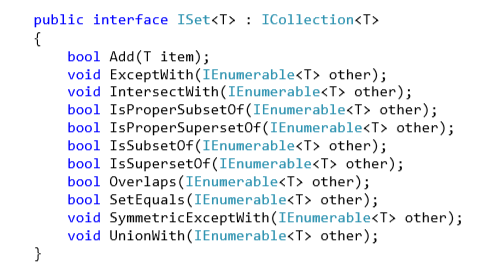 public interface ISet<T> : ICollection<T>
{
    bool Add(T item);
    void ExceptWith(IEnumerable<T> other);
    void IntersectWith(IEnumerable<T> other);
    bool IsProperSubsetOf(IEnumerable<T> other);
    bool IsProperSupersetOf(IEnumerable<T> other);
    bool IsSubsetOf(IEnumerable<T> other);
    bool IsSupersetOf(IEnumerable<T> other);
    bool Overlaps(IEnumerable<T> other);
    bool SetEquals(IEnumerable<T> other);
    void SymmetricExceptWith(IEnumerable<T> other);
    void UnionWith(IEnumerable<T> other);
}